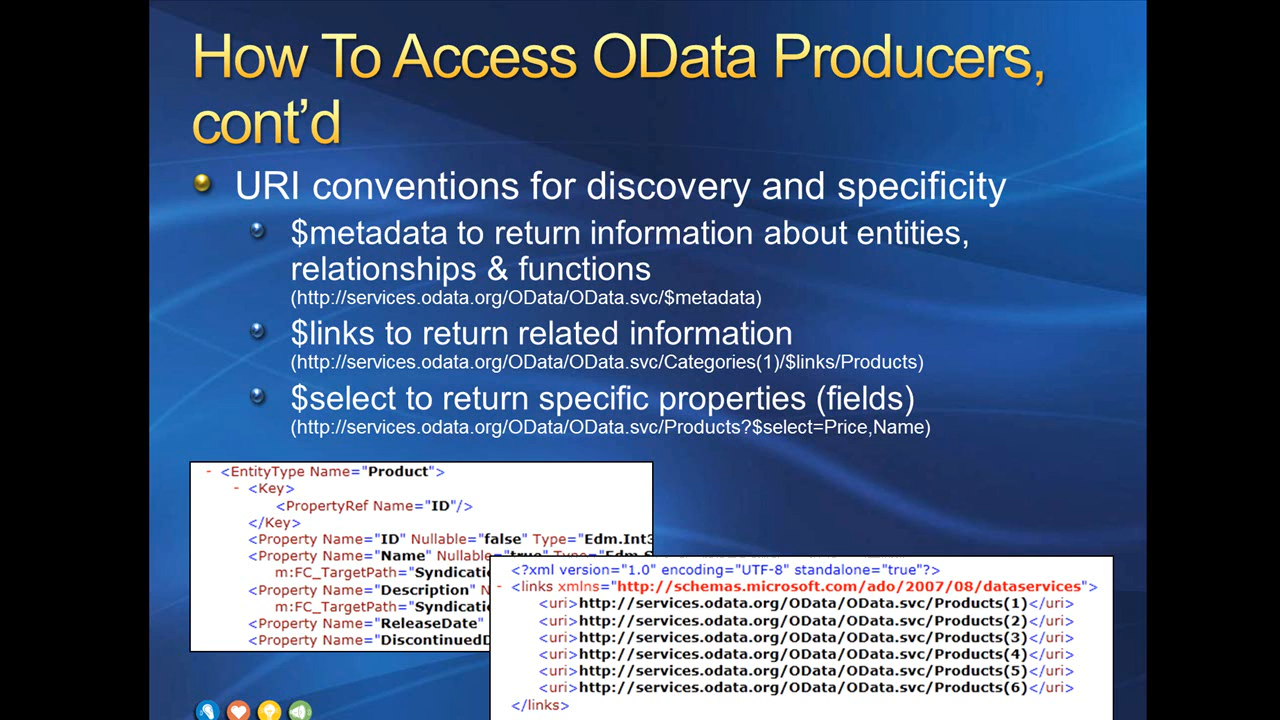 How To Access OData Producers,
cont’d
URI conventions for discovery and specificity
$metadata to return information about entities,
relationships & functions
(http://services.odata.org/OData/OData.svc/$metadata)
$links to return related information
(http://services.odata.org/OData/OData.svc/Categories(1)/$links/Products)
$select to return specific properties (fields)
(http://services.odata.org/OData/OData.svc/Products?$select=Price,Name)
- <EntityType Name="Product">
- <Key>
<PropertyRef Name="ID"/>
</Key>
<Property Name="ID" Nullable="false" Type="Edm.Int3
<Property Name="Name" Nullable="true" Type="Edm.S
m:FC_TargetPath="Syndicatio
<Property Name="Description" N
m:FC_TargetPath="Syndicatio
<Property Name="ReleaseDate"
<Property Name="DiscontinuedD
<?xml version="1.0" encoding="UTF-8" standalone="true"?>
- <links xmlns="http://schemas.microsoft.com/ado/2007/08/dataservices">
<uri>http://services.odata.org/OData/OData.svc/Products(1)</uri>
<uri>http://services.odata.org/OData/OData.svc/Products(2)</uri>
<uri>http://services.odata.org/OData/OData.svc/Products(3)</uri>
<uri>http://services.odata.org/OData/OData.svc/Products(4)</uri>
<uri>http://services.odata.org/OData/OData.svc/Products(5)</uri>
<uri>http://services.odata.org/OData/OData.svc/Products(6)</uri>
</links>